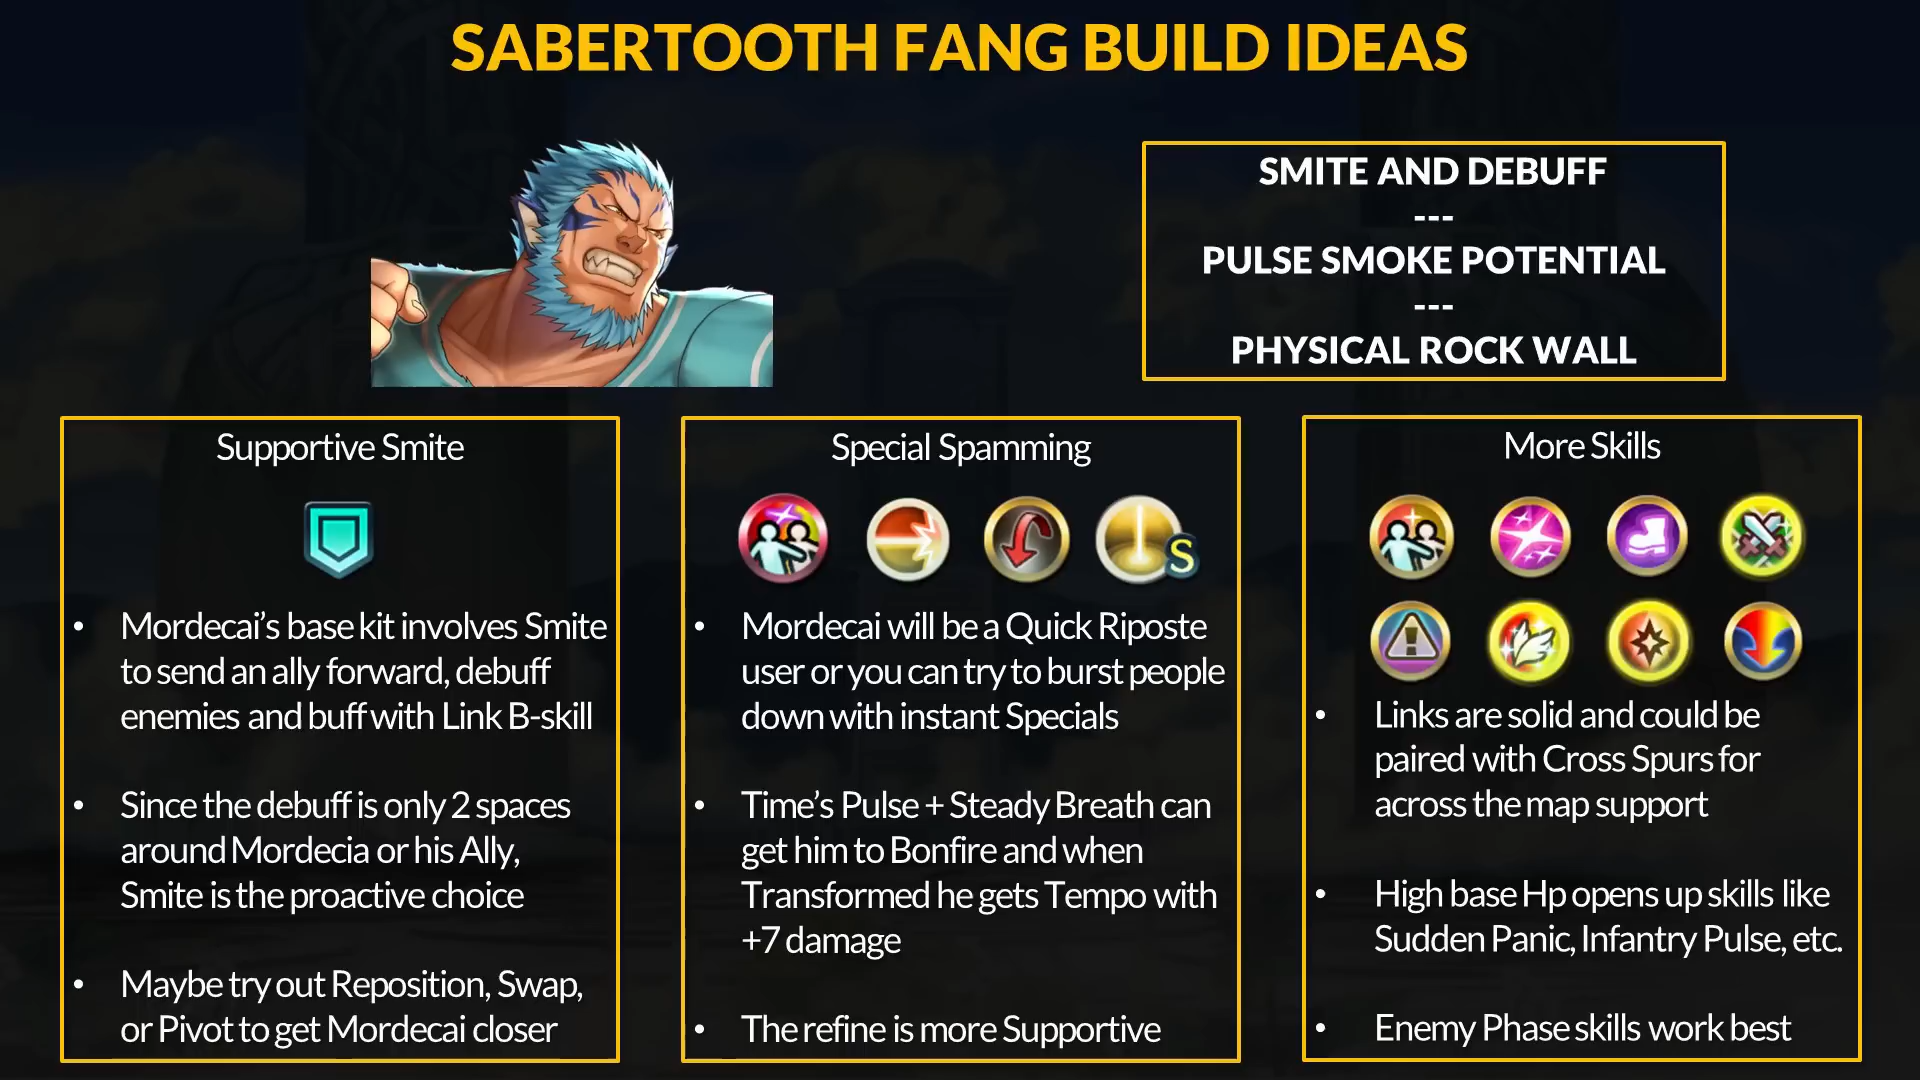 SABERTOOTH FANG BUILD IDEAS
SMITE AND DEBUFF
---
PULSE SMOKE POTENTIAL
---
PHYSICAL ROCK WALL
Supportive Smite
• Mordecai's base kit involves Smite
to send an ally forward, debuff
enemies and buff with Link B-skill
• Since the debuff is only 2 spaces
around Mordecia or his Ally,
Smite is the proactive choice
• Maybe try out Reposition, Swap,
or Pivot to get Mordecai closer
Special Spamming
S
• Mordecai will be a Quick Riposte
user or you can try to burst people
down with instant Specials
• Time's Pulse + Steady Breath can
get him to Bonfire and when
Transformed he gets Tempo with
+7 damage
• The refine is more Supportive
More Skills
• Links are solid and could be
paired with Cross Spurs for
across the map support
• High base Hp opens up skills like
Sudden Panic, Infantry Pulse, etc.
• Enemy Phase skills work best